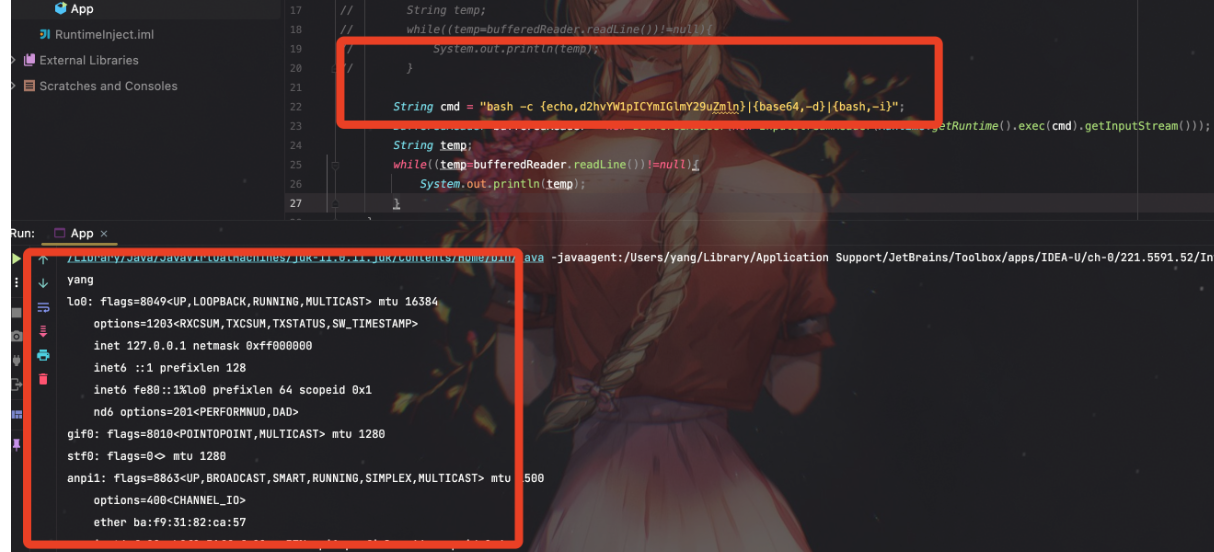 App
RuntimeInject.iml
External Libraries
Scratches and Consoles
17 // String temp;
18 // while((temp=bufferedReader.readLine())!=null){
19 // System.out.println(temp);
20 // }
21
22 String cmd = "bash -c {echo,d2hvYW1pICYmIGlmY29uZmln}|{base64,-d}|{bash,-i}";
23 getRuntime().exec(cmd).getInputStream()));
24 String temp;
25 while((temp=bufferedReader.readLine())!=null){
26 System.out.println(temp);
27 }
Run: App ×
/Library/Java/JavaVirtualMachines/jdk-11.0.11.jdk/Contents/Home/bin/java -javaagent:/Users/yang/Library/Application Support/JetBrains/Toolbox/apps/IDEA-U/ch-0/221.5591.52/In
yang
lo0: flags=8049<UP,LOOPBACK,RUNNING,MULTICAST> mtu 16384
options=1203<RXCSUM,TXCSUM,TXSTATUS,SW_TIMESTAMP>
inet 127.0.0.1 netmask 0xff000000
inet6 ::1 prefixlen 128
inet6 fe80::1%lo0 prefixlen 64 scopeid 0x1
nd6 options=201<PERFORMNUD,DAD>
gif0: flags=8010<POINTOPOINT,MULTICAST> mtu 1280
stf0: flags=0<> mtu 1280
anpi1: flags=8863<UP,BROADCAST,SMART,RUNNING,SIMPLEX,MULTICAST> mtu 1500
options=400<CHANNEL_IO>
ether ba:f9:31:82:ca:57